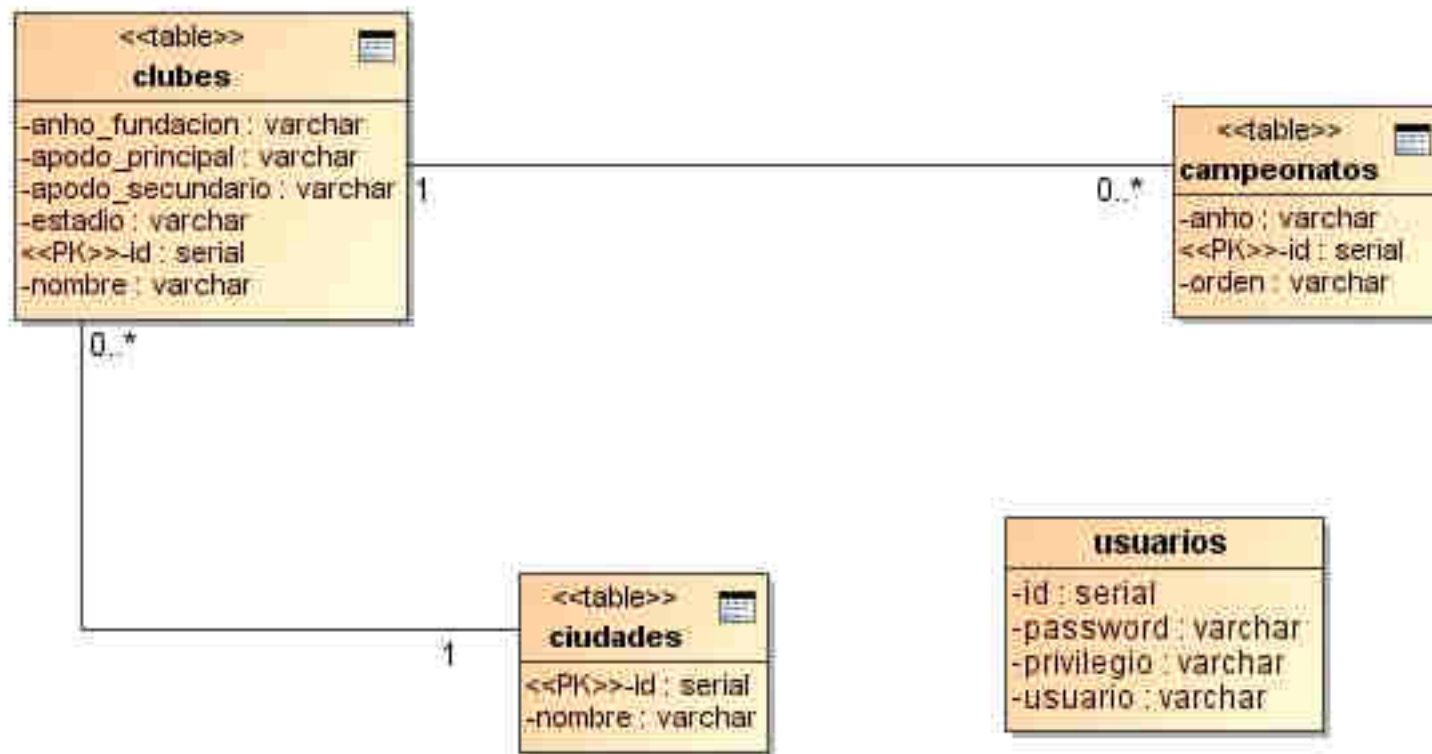 <<table>>
clubes
-anho_fundacion : varchar
-apodo_principal : varchar
-apodo_secundario : varchar
-estadio : varchar
<<PK>>-id : serial
-nombre : varchar
1
0..*
<<table>>
campeonatos
-anho : varchar
<<PK>>-id : serial
-orden : varchar
0..*
1
<<table>>
ciudades
<<PK>>-id : serial
-nombre : varchar
usuarios
-id : serial
-password : varchar
-privilegio : varchar
-usuario : varchar